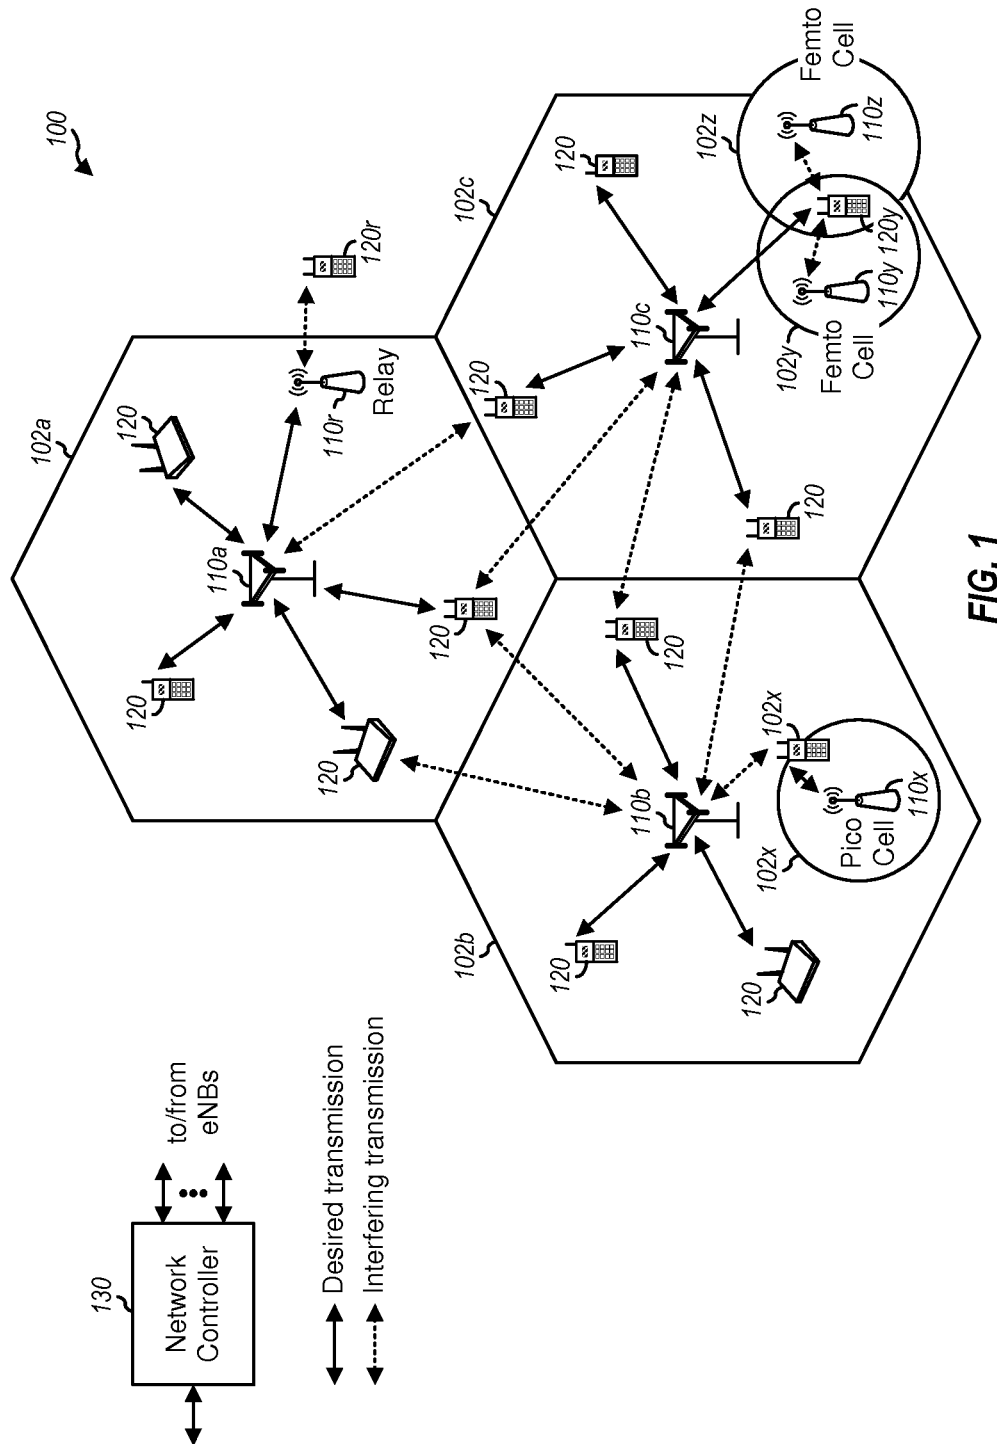 100
130
Network
Controller
to/from
eNBs
Desired transmission
Interfering transmission
102a
120
110a
120
120
120
110r
Relay
120r
102b
120
110b
120
120
102x
Pico
Cell
110x
102x
102c
120
110c
120
120
102y
Femto
Cell
110y
120y
102z
110z
Femto
Cell
FIG. 1